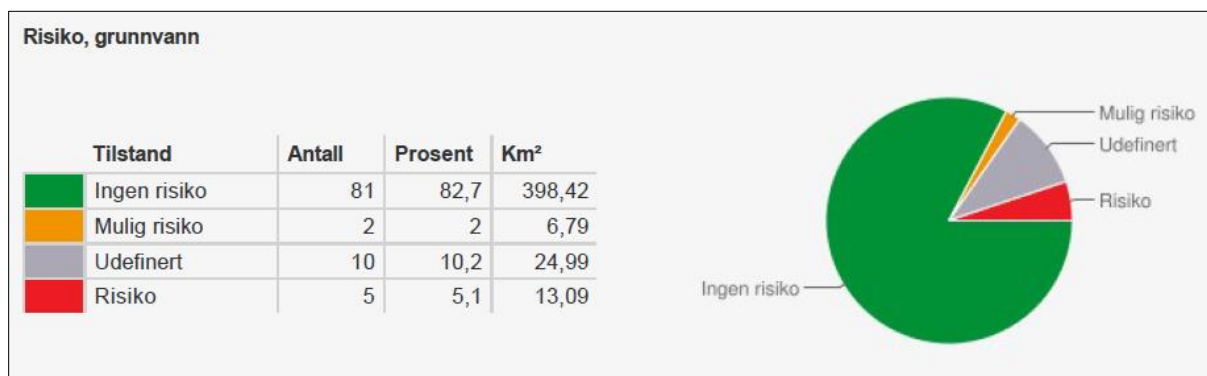 Risiko, grunnvann
Tilstand Antall Prosent Km²
Ingen risiko 81 82,7 398,42
Mulig risiko 2 2 6,79
Udefinert 10 10,2 24,99
Risiko 5 5,1 13,09
Mulig risiko
Udefinert
Risiko
Ingen risiko